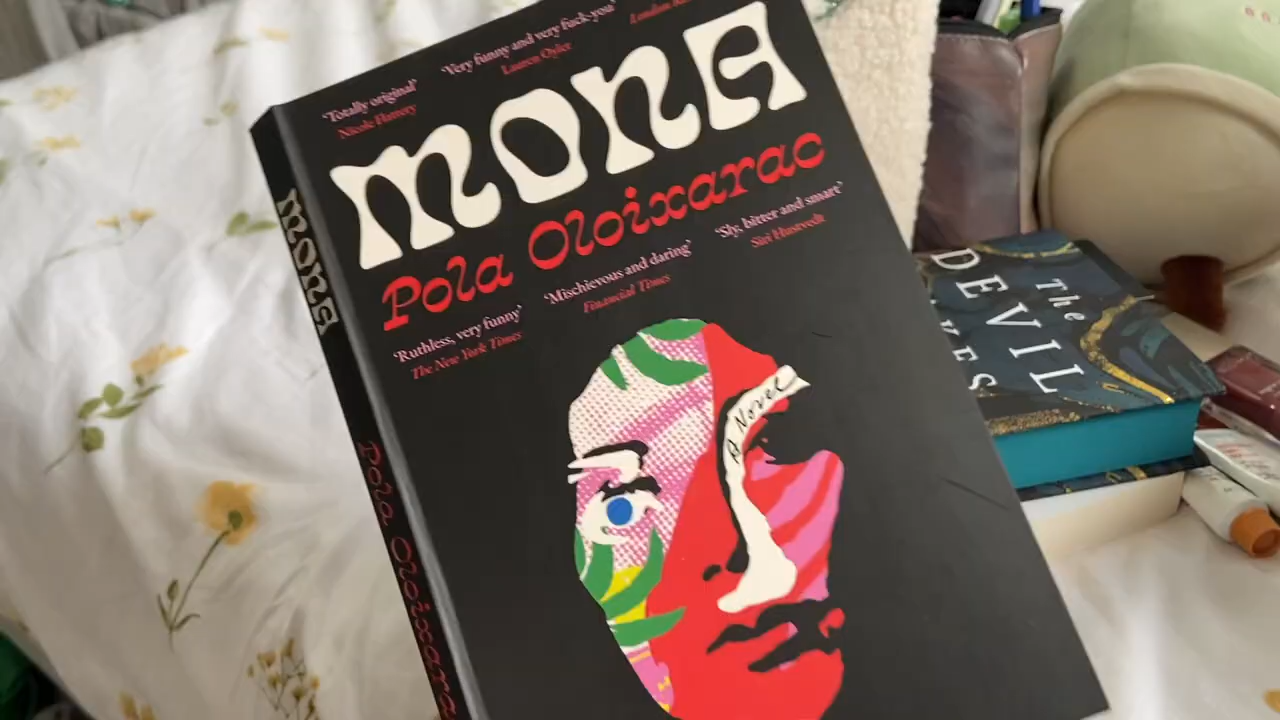 'Totally original'
Nicole Flattery
'Very funny and very fuck-you'
Lauren Oyler
London
MONA
Pola Oloixarac
'Ruthless, very funny'
The New York Times
'Mischievous and daring'
Financial Times
'Sly, bitter and smart'
Siri Hustvedt
A Novel
MONA
Pola Oloixara
The
DEVIL